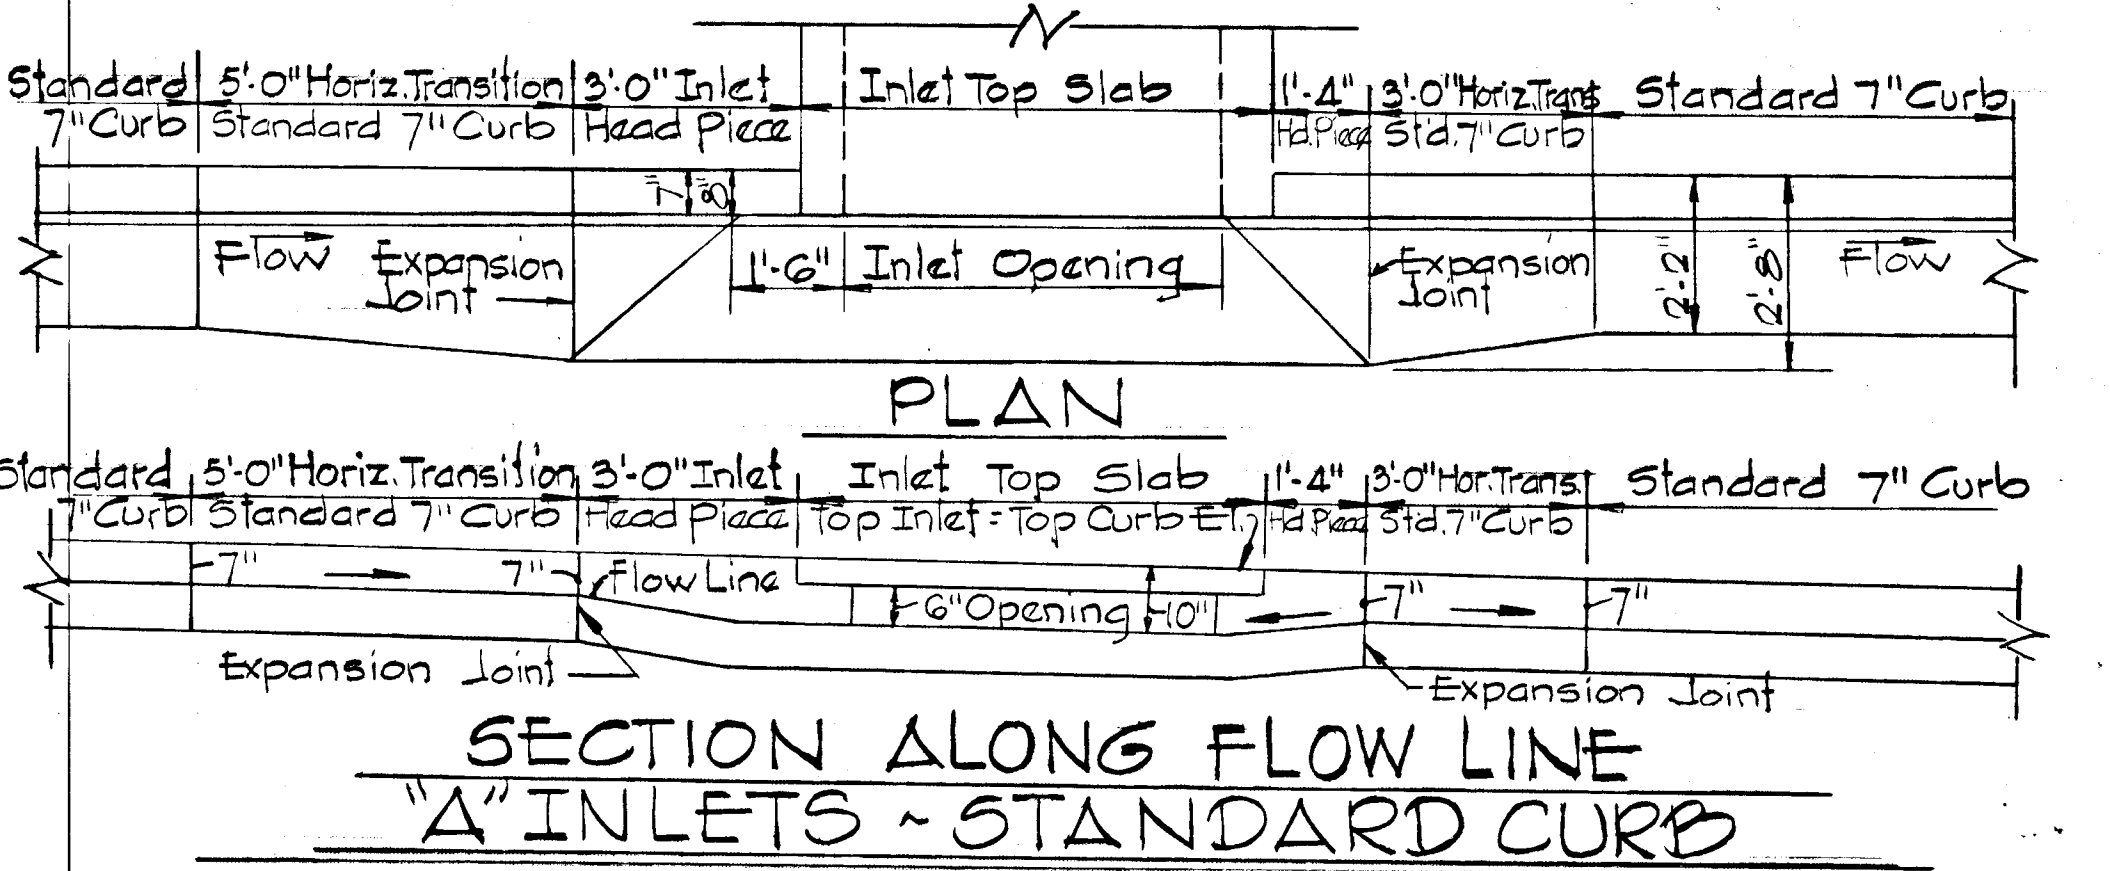 Standard 5'-0" Horiz. Transition 3'-0" Inlet Inlet Top Slab 1'-4" 3'-0" Horiz. Trans Standard 7" Curb
7" Curb Standard 7" Curb Head Piece Hd. Piece Std. 7" Curb
7" 8"
Flow Expansion Joint 1'-6" Inlet Opening Expansion Joint 2'-2" 2'-8" Flow
PLAN
Standard 5'-0" Horiz. Transition 3'-0" Inlet Inlet Top Slab 1'-4" 3'-0" Hor. Trans. Standard 7" Curb
7" Curb Standard 7" Curb Head Piece Top Inlet = Top Curb El. Hd. Piece Std. 7" Curb
7" 7" Flow Line 6" Opening 10" 7" 7"
Expansion Joint Expansion Joint
SECTION ALONG FLOW LINE
"A" INLETS ~ STANDARD CURB